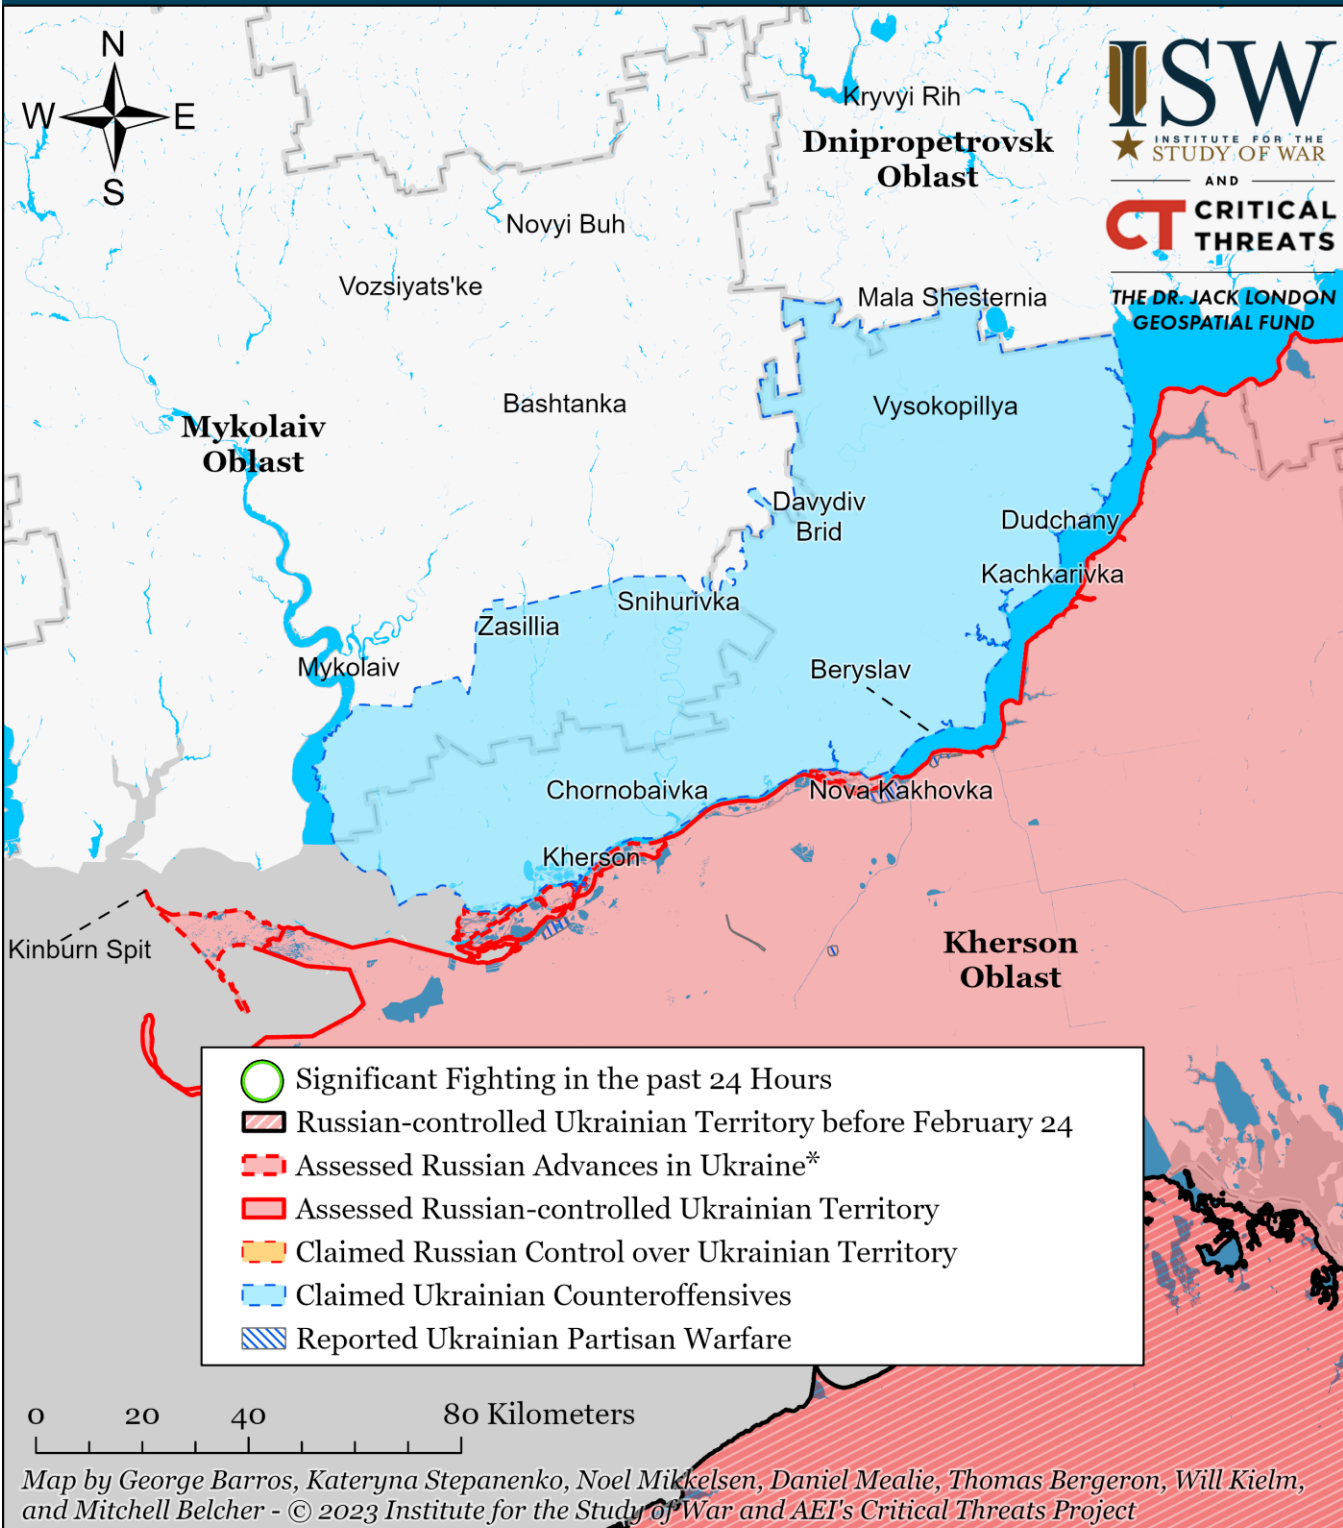 N
W E
S
ISW
INSTITUTE FOR THE
STUDY OF WAR
AND
CT CRITICAL
THREATS
THE DR. JACK LONDON
GEOSPATIAL FUND
Kryvyi Rih
Dnipropetrovsk
Oblast
Novyi Buh
Vozsiyats'ke
Mala Shesternia
Bashtanka
Vysokopillya
Mykolaiv
Oblast
Davydiv
Brid
Dudchany
Kachkarivka
Snihurivka
Zasillia
Mykolaiv
Beryslav
Chornobaivka
Nova Kakhovka
Kherson
Kinburn Spit
Kherson
Oblast
Significant Fighting in the past 24 Hours
Russian-controlled Ukrainian Territory before February 24
Assessed Russian Advances in Ukraine*
Assessed Russian-controlled Ukrainian Territory
Claimed Russian Control over Ukrainian Territory
Claimed Ukrainian Counteroffensives
Reported Ukrainian Partisan Warfare
0 20 40 80 Kilometers
Map by George Barros, Kateryna Stepanenko, Noel Mikkelsen, Daniel Mealie, Thomas Bergeron, Will Kielm,
and Mitchell Belcher - © 2023 Institute for the Study of War and AEI's Critical Threats Project